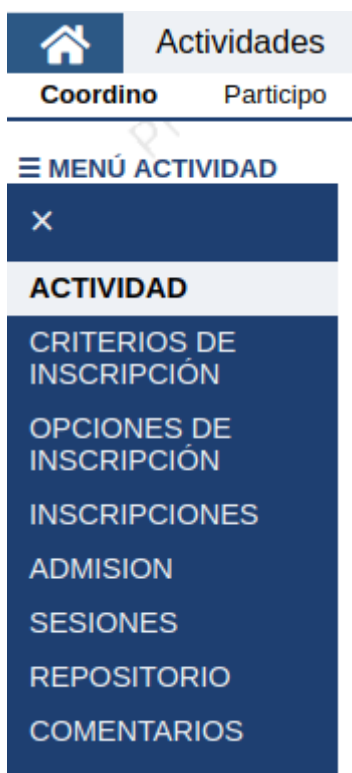 Actividades
Coordino Participo
☰ MENÚ ACTIVIDAD
×
ACTIVIDAD
CRITERIOS DE
INSCRIPCIÓN
OPCIONES DE
INSCRIPCIÓN
INSCRIPCIONES
ADMISION
SESIONES
REPOSITORIO
COMENTARIOS